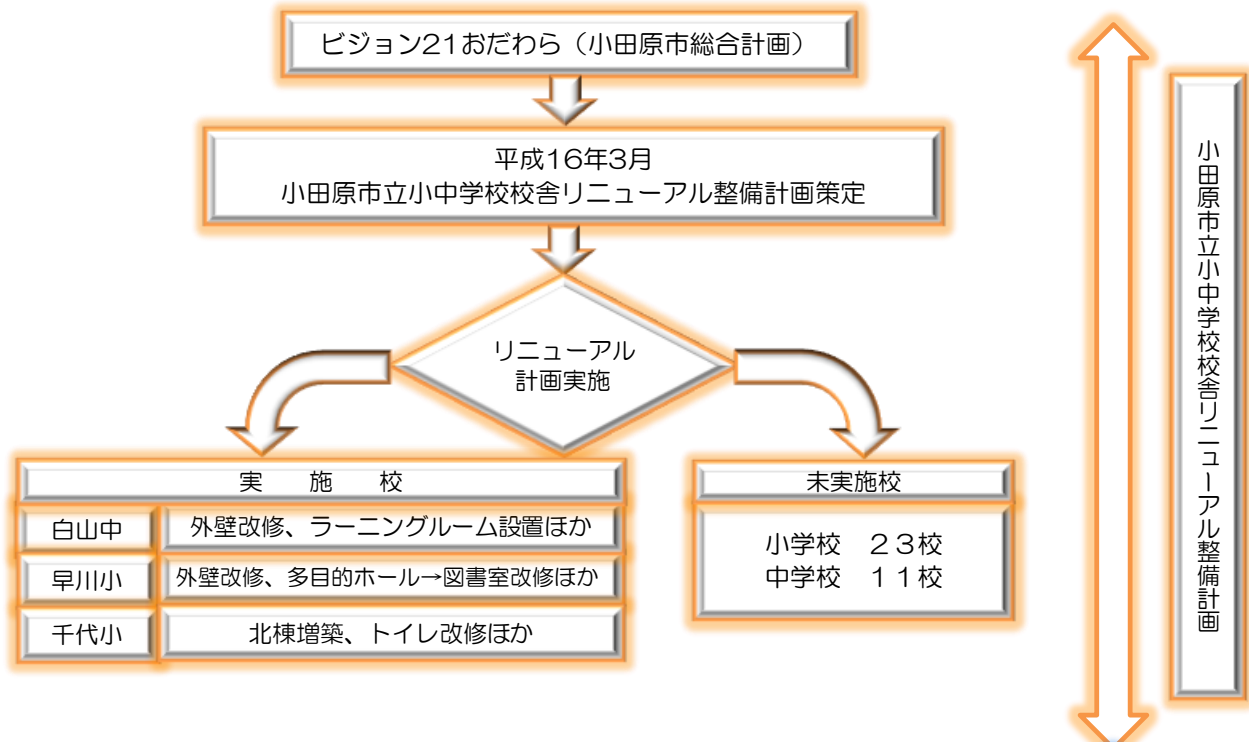 ビジョン21おだわら（小田原市総合計画）
平成16年3月
小田原市立小中学校校舎リニューアル整備計画策定
リニューアル
計画実施
実　施　校
白山中　外壁改修、ラーニングルーム設置ほか
早川小　外壁改修、多目的ホール→図書室改修ほか
千代小　北棟増築、トイレ改修ほか
未実施校
小学校　２３校
中学校　１１校
小田原市立小中学校校舎リニューアル整備計画